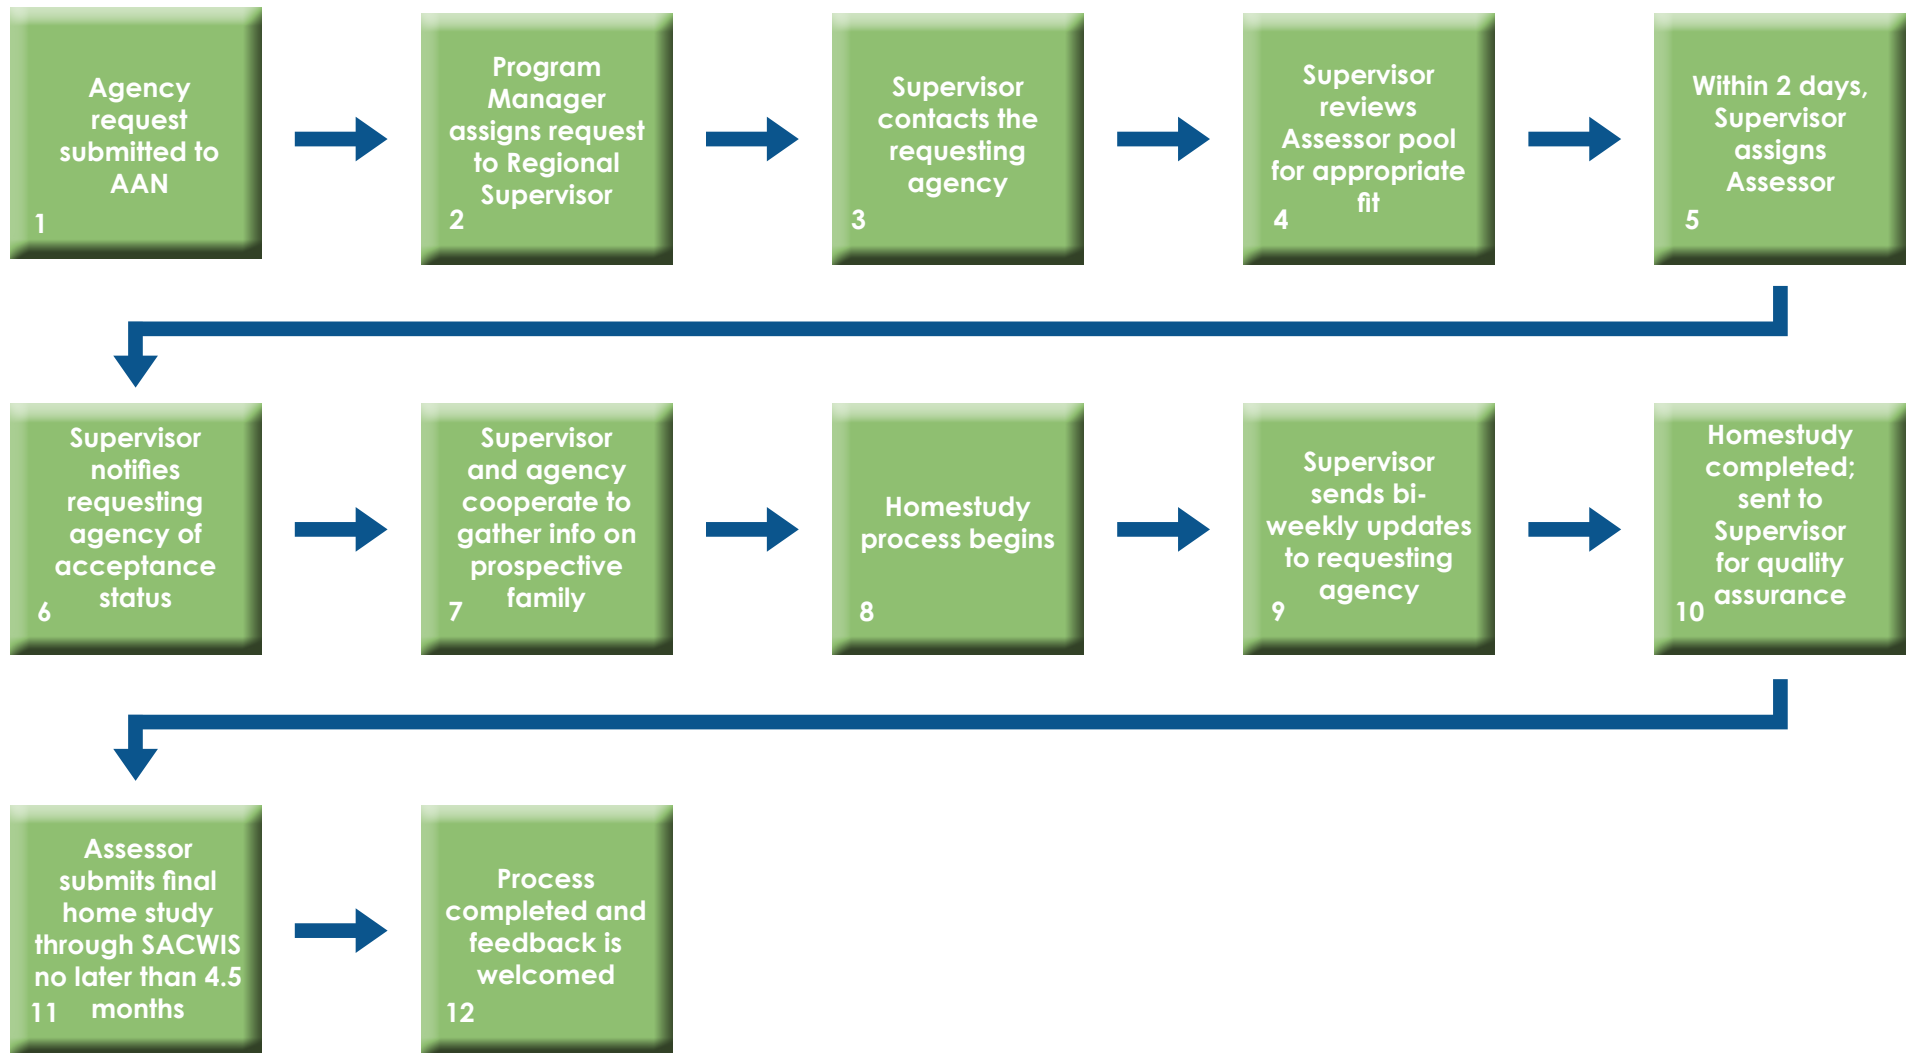 Agency
request
submitted to
AAN
1
Program
Manager
assigns request
to Regional
Supervisor
2
Supervisor
contacts the
requesting
agency
3
Supervisor
reviews
Assessor pool
for appropriate
fit
4
Within 2 days,
Supervisor
assigns
Assessor
5
Supervisor
notifies
requesting
agency of
acceptance
status
6
Supervisor
and agency
cooperate to
gather info on
prospective
family
7
Homestudy
process begins
8
Supervisor
sends bi-
weekly updates
to requesting
agency
9
Homestudy
completed;
sent to
Supervisor
for quality
assurance
10
Assessor
submits final
home study
through SACWIS
no later than 4.5
months
11
Process
completed and
feedback is
welcomed
12